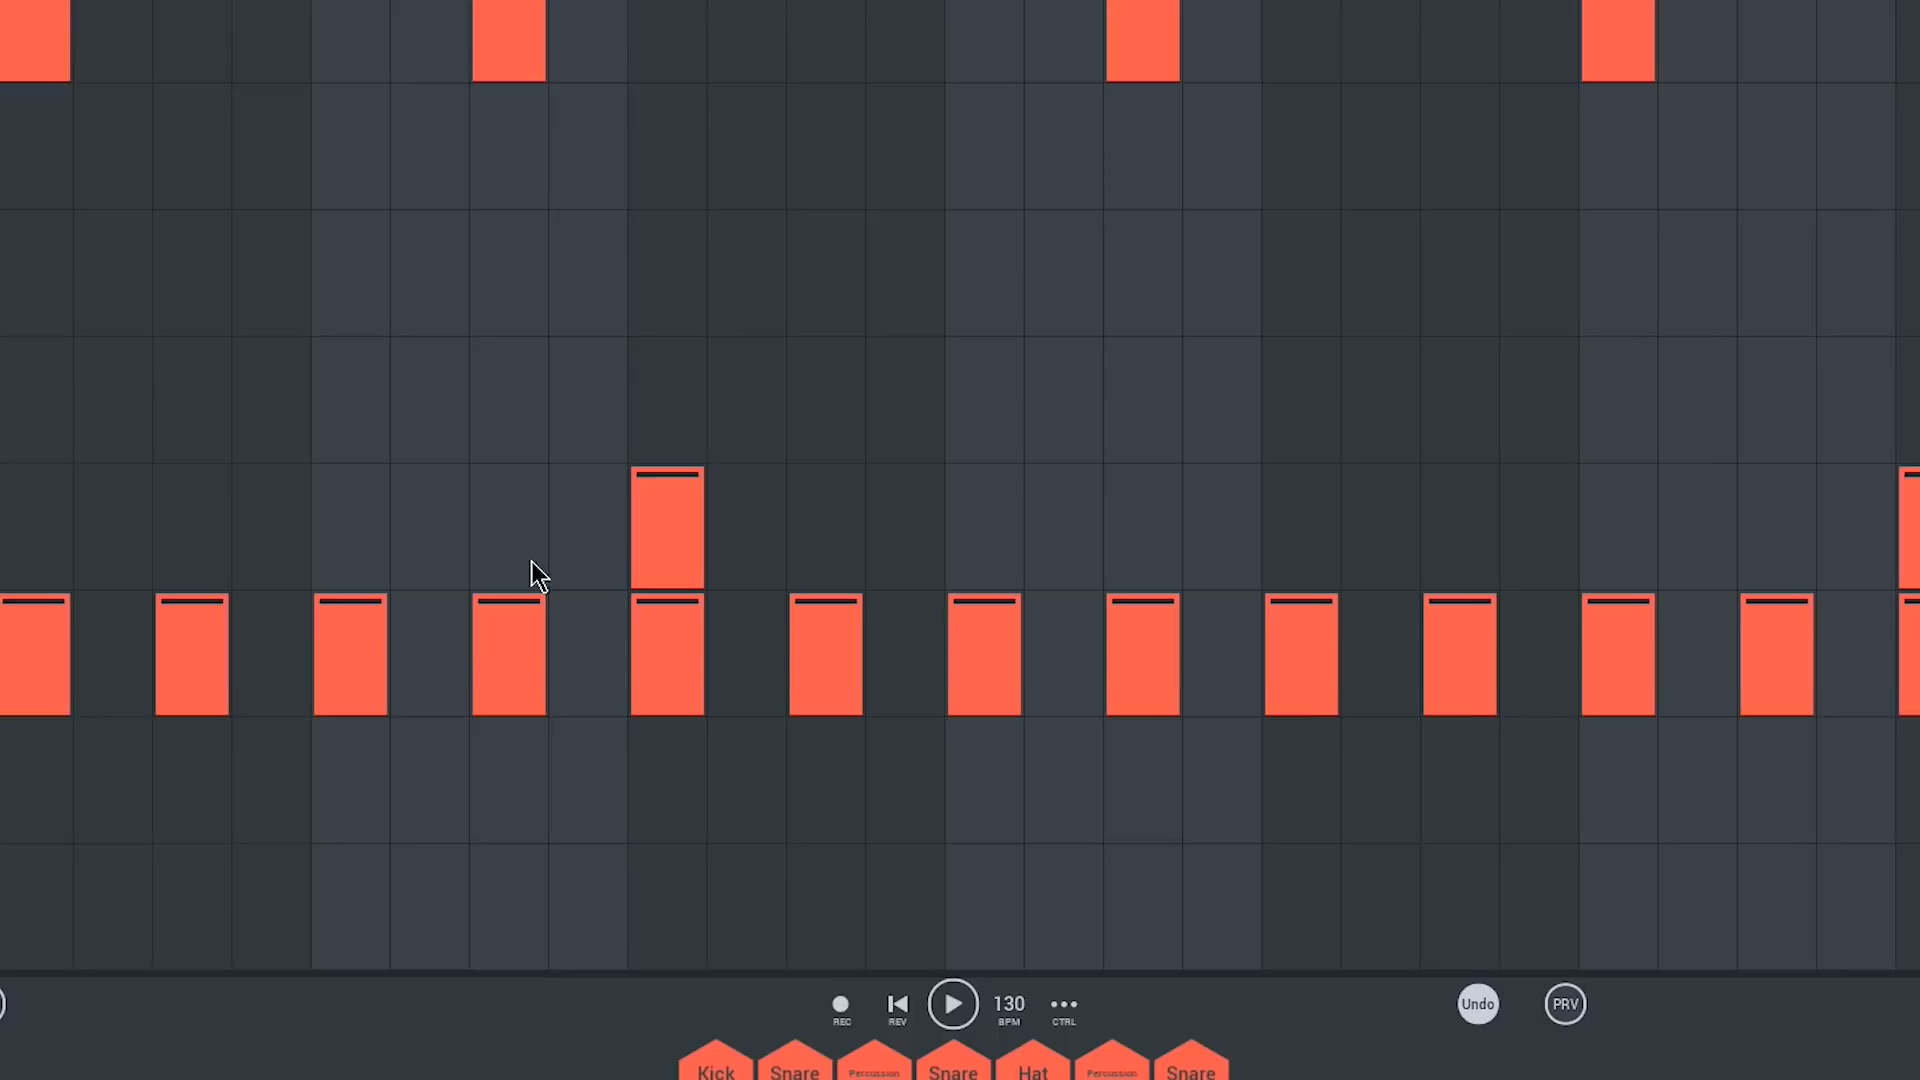 130
REC REV BPM CTRL
Undo PRV
Kick Snare Percussion Snare Hat Percussion Snare